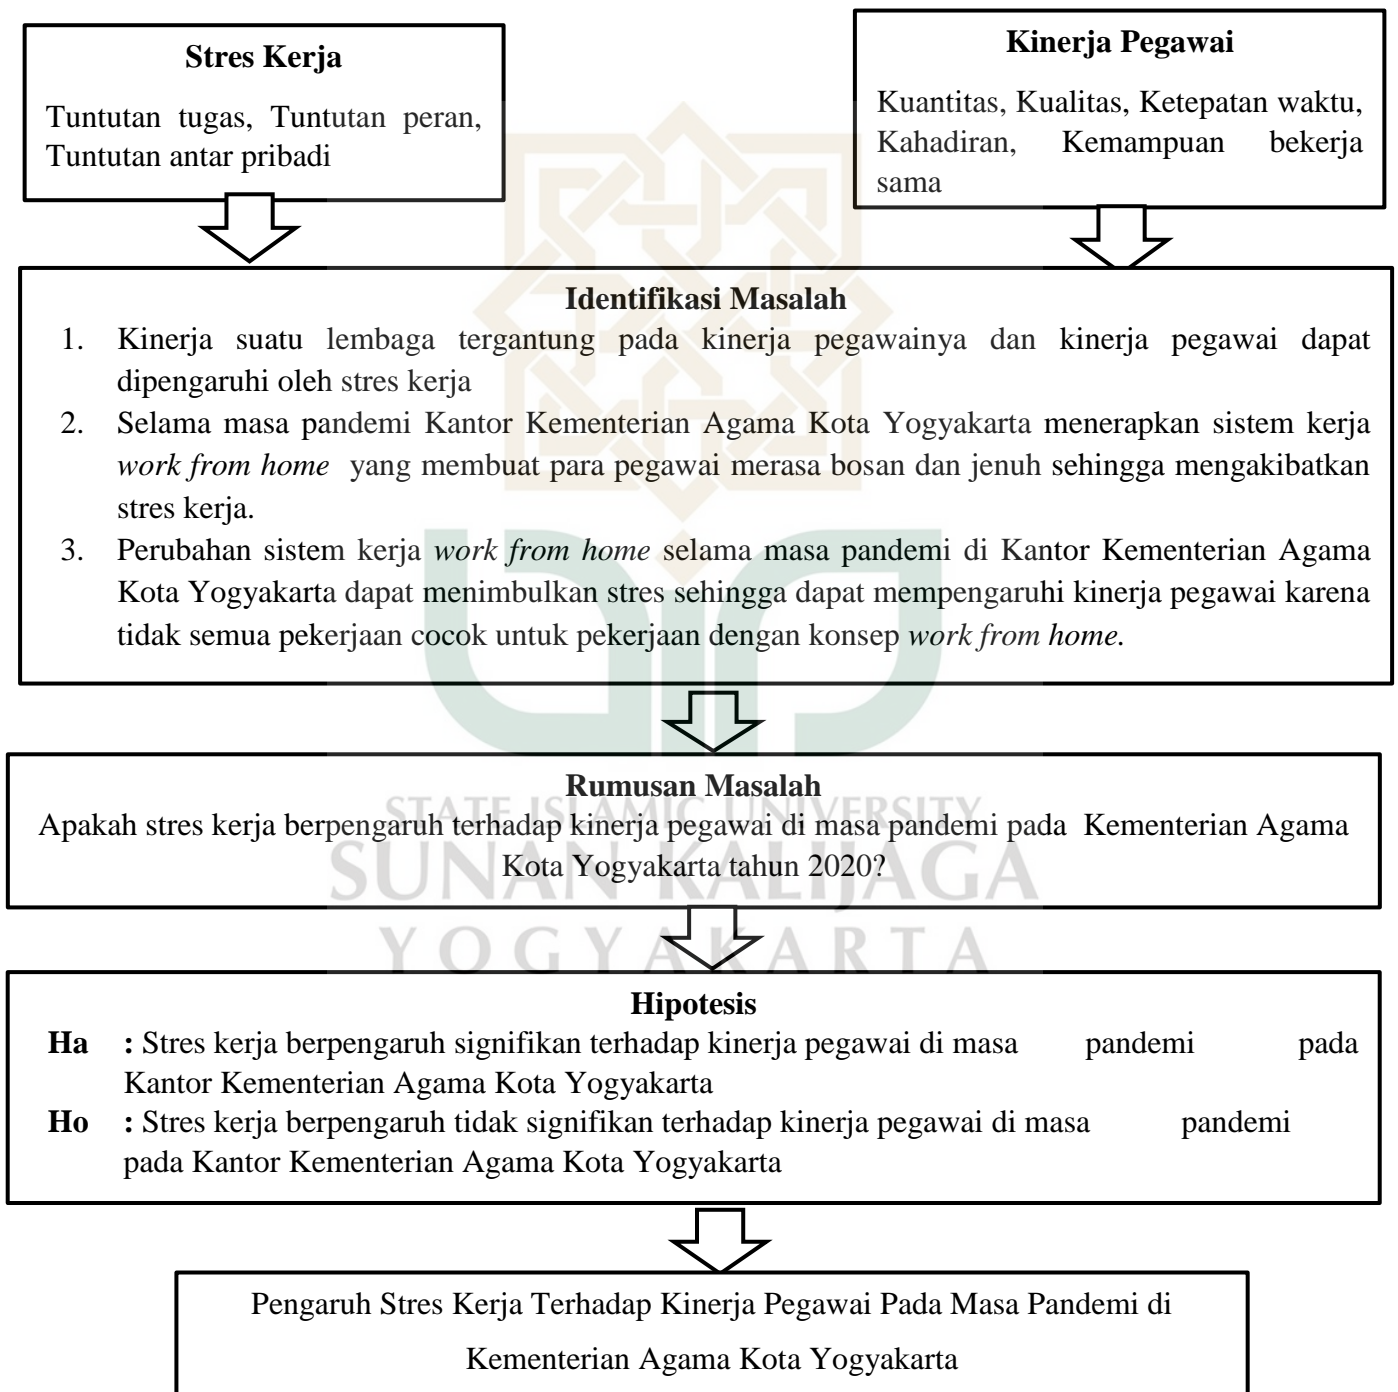 Stres Kerja
Tuntutan tugas, Tuntutan peran,
Tuntutan antar pribadi
Kinerja Pegawai
Kuantitas, Kualitas, Ketepatan waktu,
Kahadiran, Kemampuan bekerja
sama
Identifikasi Masalah
1. Kinerja suatu lembaga tergantung pada kinerja pegawainya dan kinerja pegawai dapat
dipengaruhi oleh stres kerja
2. Selama masa pandemi Kantor Kementerian Agama Kota Yogyakarta menerapkan sistem kerja
work from home yang membuat para pegawai merasa bosan dan jenuh sehingga mengakibatkan
stres kerja.
3. Perubahan sistem kerja work from home selama masa pandemi di Kantor Kementerian Agama
Kota Yogyakarta dapat menimbulkan stres sehingga dapat mempengaruhi kinerja pegawai karena
tidak semua pekerjaan cocok untuk pekerjaan dengan konsep work from home.
Rumusan Masalah
Apakah stres kerja berpengaruh terhadap kinerja pegawai di masa pandemi pada Kementerian Agama
Kota Yogyakarta tahun 2020?
STATE ISLAMIC UNIVERSITY
SUNAN KALIJAGA
YOGYAKARTA
Hipotesis
Ha : Stres kerja berpengaruh signifikan terhadap kinerja pegawai di masa pandemi pada
Kantor Kementerian Agama Kota Yogyakarta
Ho : Stres kerja berpengaruh tidak signifikan terhadap kinerja pegawai di masa pandemi
pada Kantor Kementerian Agama Kota Yogyakarta
Pengaruh Stres Kerja Terhadap Kinerja Pegawai Pada Masa Pandemi di
Kementerian Agama Kota Yogyakarta